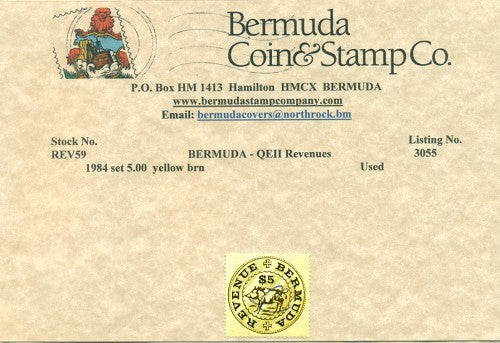 Bermuda
Coin&Stamp Co.
P.O. Box HM 1413 Hamilton HMCX BERMUDA
www.bermudastampcompany.com
Email: bermudacovers@northrock.bm
Stock No. Listing No.
REV59 BERMUDA - QEII Revenues 3055
1984 set 5.00 yellow brn Used
REVENUE BERMUDA
$5